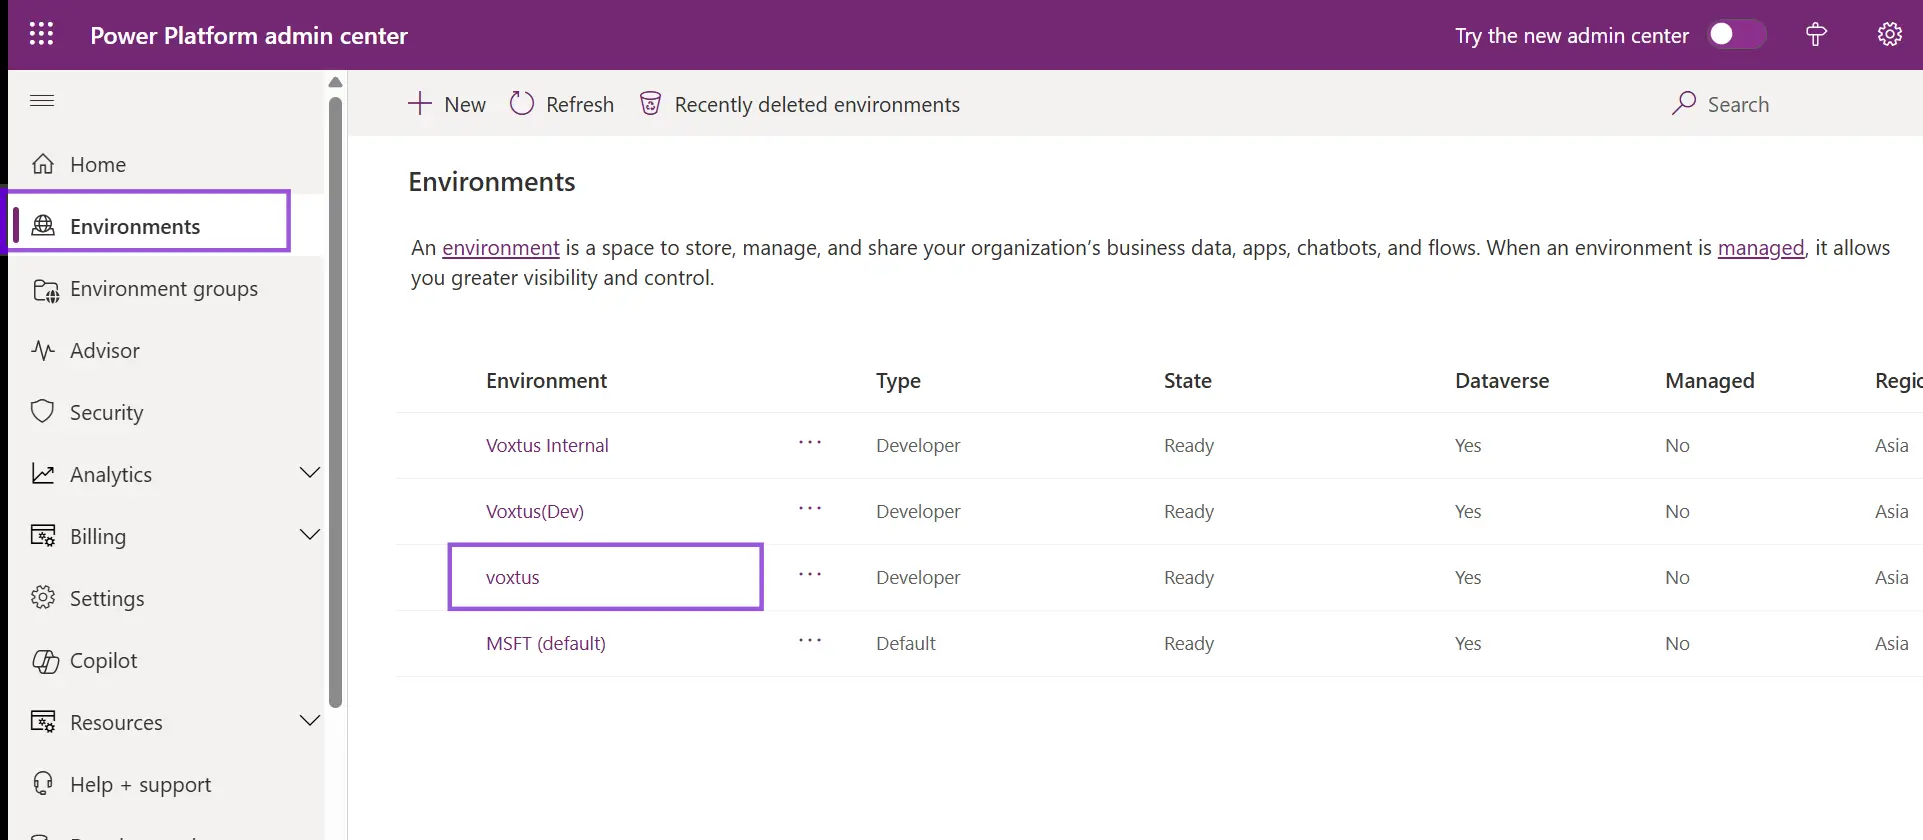 Power Platform admin center
Try the new admin center
New
Refresh
Recently deleted environments
Search
Home
Environments
Environment groups
Advisor
Security
Analytics
Billing
Settings
Copilot
Resources
Help + support
Environments
An environment is a space to store, manage, and share your organization's business data, apps, chatbots, and flows. When an environment is managed, it allows
you greater visibility and control.
Environment Type State Dataverse Managed Regio
Voxtus Internal ... Developer Ready Yes No Asia
Voxtus(Dev) ... Developer Ready Yes No Asia
voxtus ... Developer Ready Yes No Asia
MSFT (default) ... Default Ready Yes No Asia